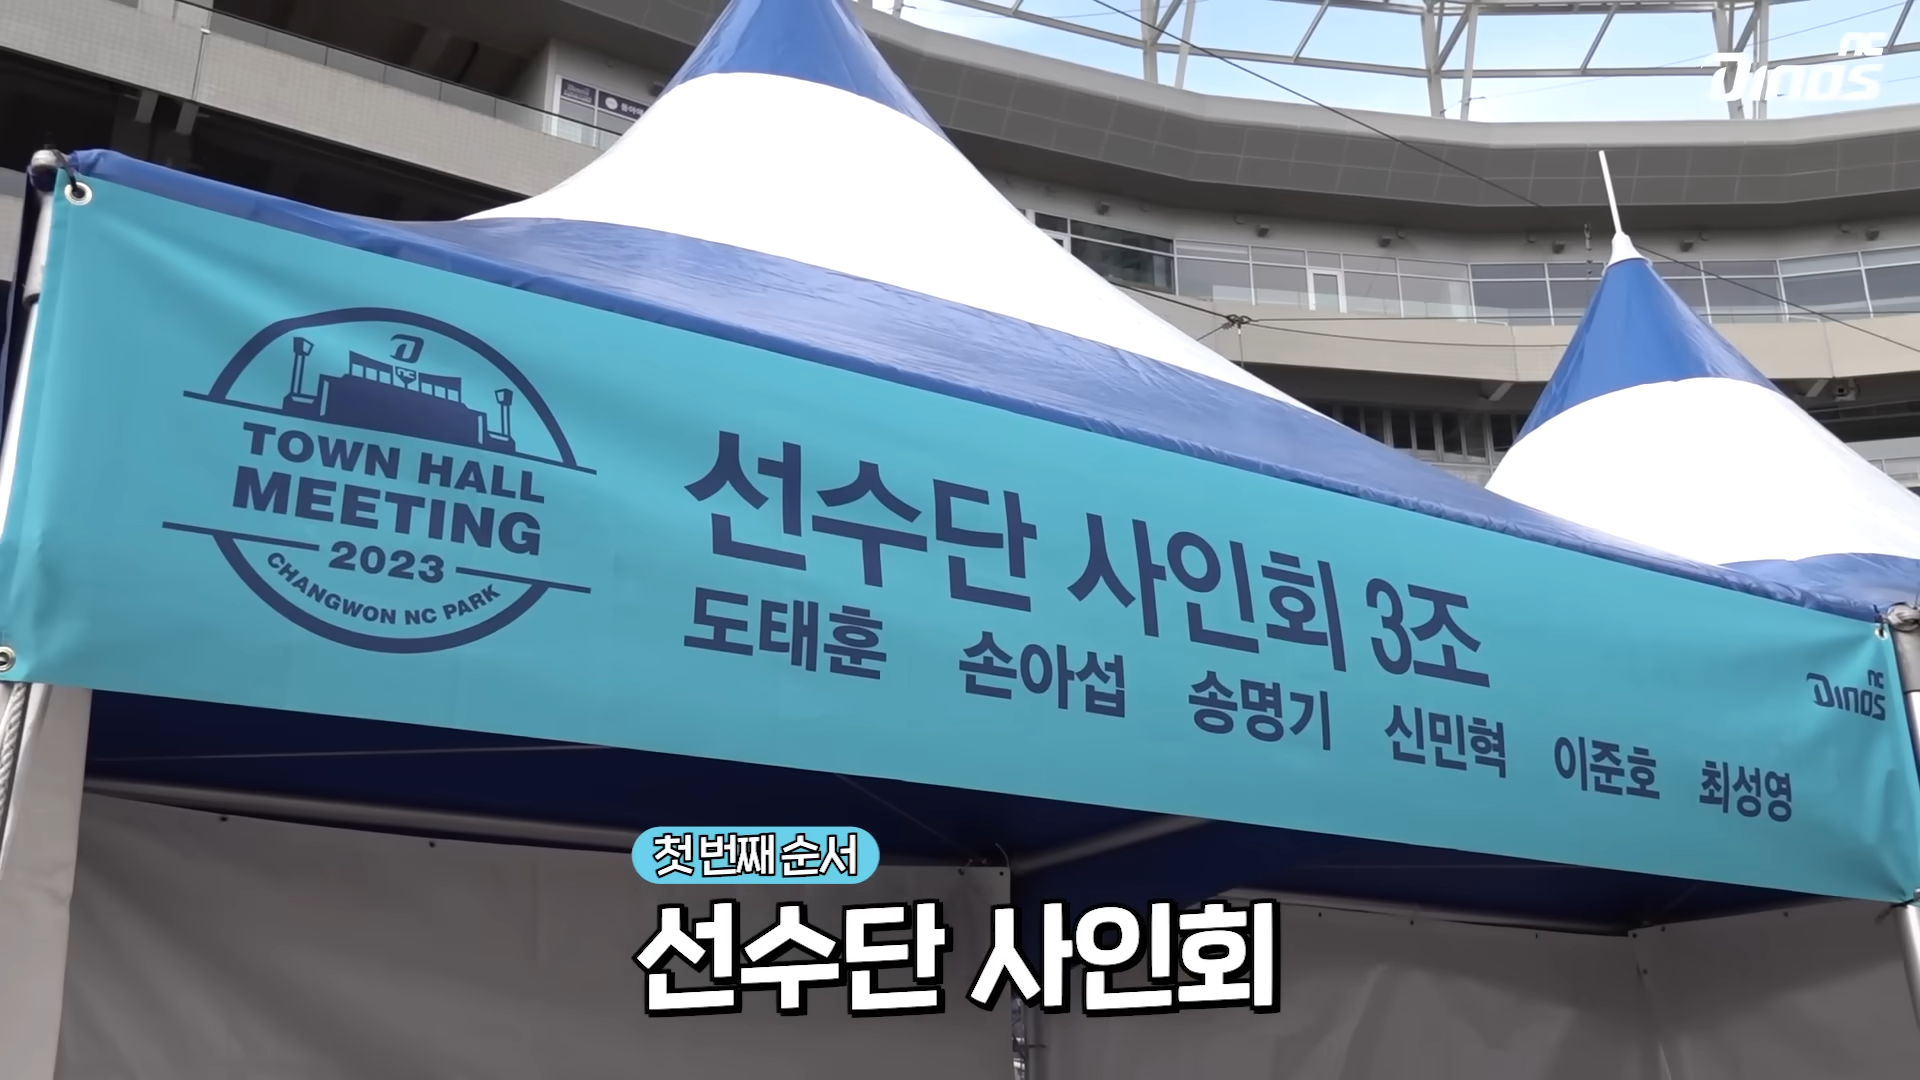 nc
Dinos
TOWN HALL
MEETING
2023
CHANGWON NC PARK
선수단 사인회 3조
도태훈 손아섭 송명기 신민혁 이준호 최성영
nc
Dinos
첫 번째 순서
선수단 사인회